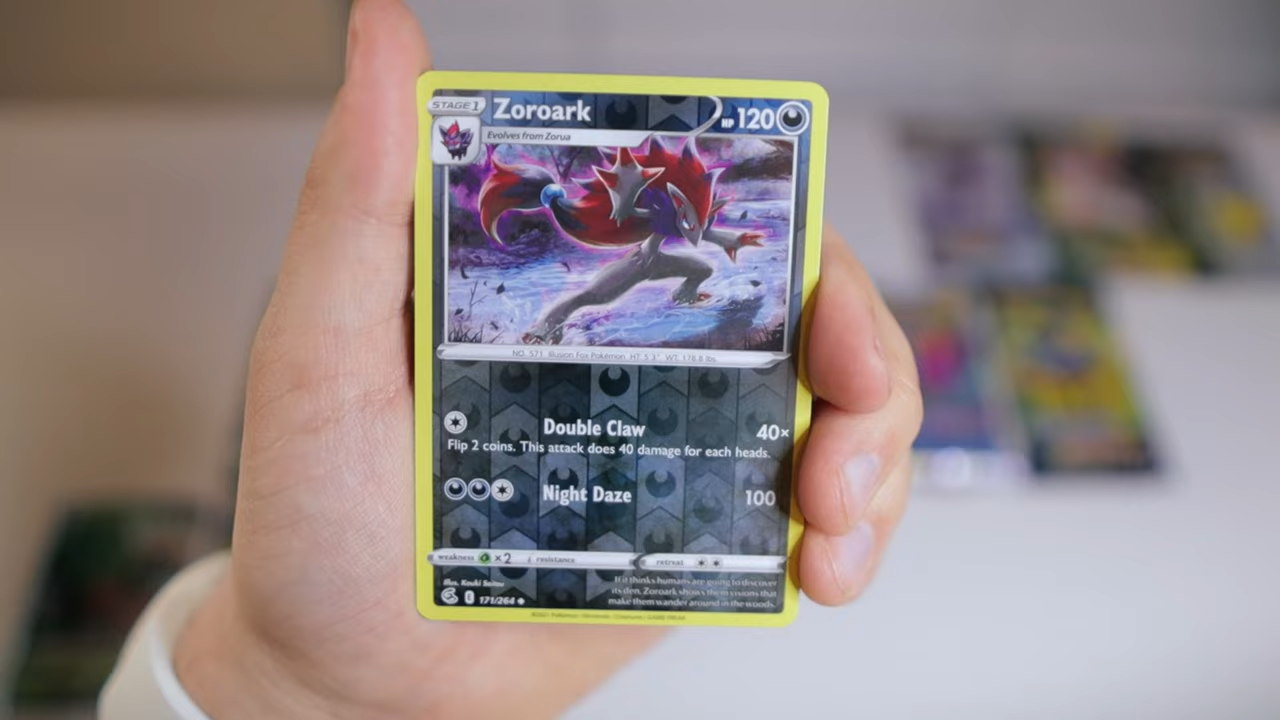 STAGE 1 Zoroark HP 120
Evolves from Zorua
NO. 571 Illusion Fox Pokémon HT: 5'3" WT: 178.8 lbs.
Double Claw 40×
Flip 2 coins. This attack does 40 damage for each heads.
Night Daze 100
weakness ×2 resistance retreat
Illus. Kouki Saitou
If it thinks humans are going to discover
its den, Zoroark shows them visions that
make them wander around in the woods.
171/264
©2021 Pokémon / Nintendo / Creatures / GAME FREAK